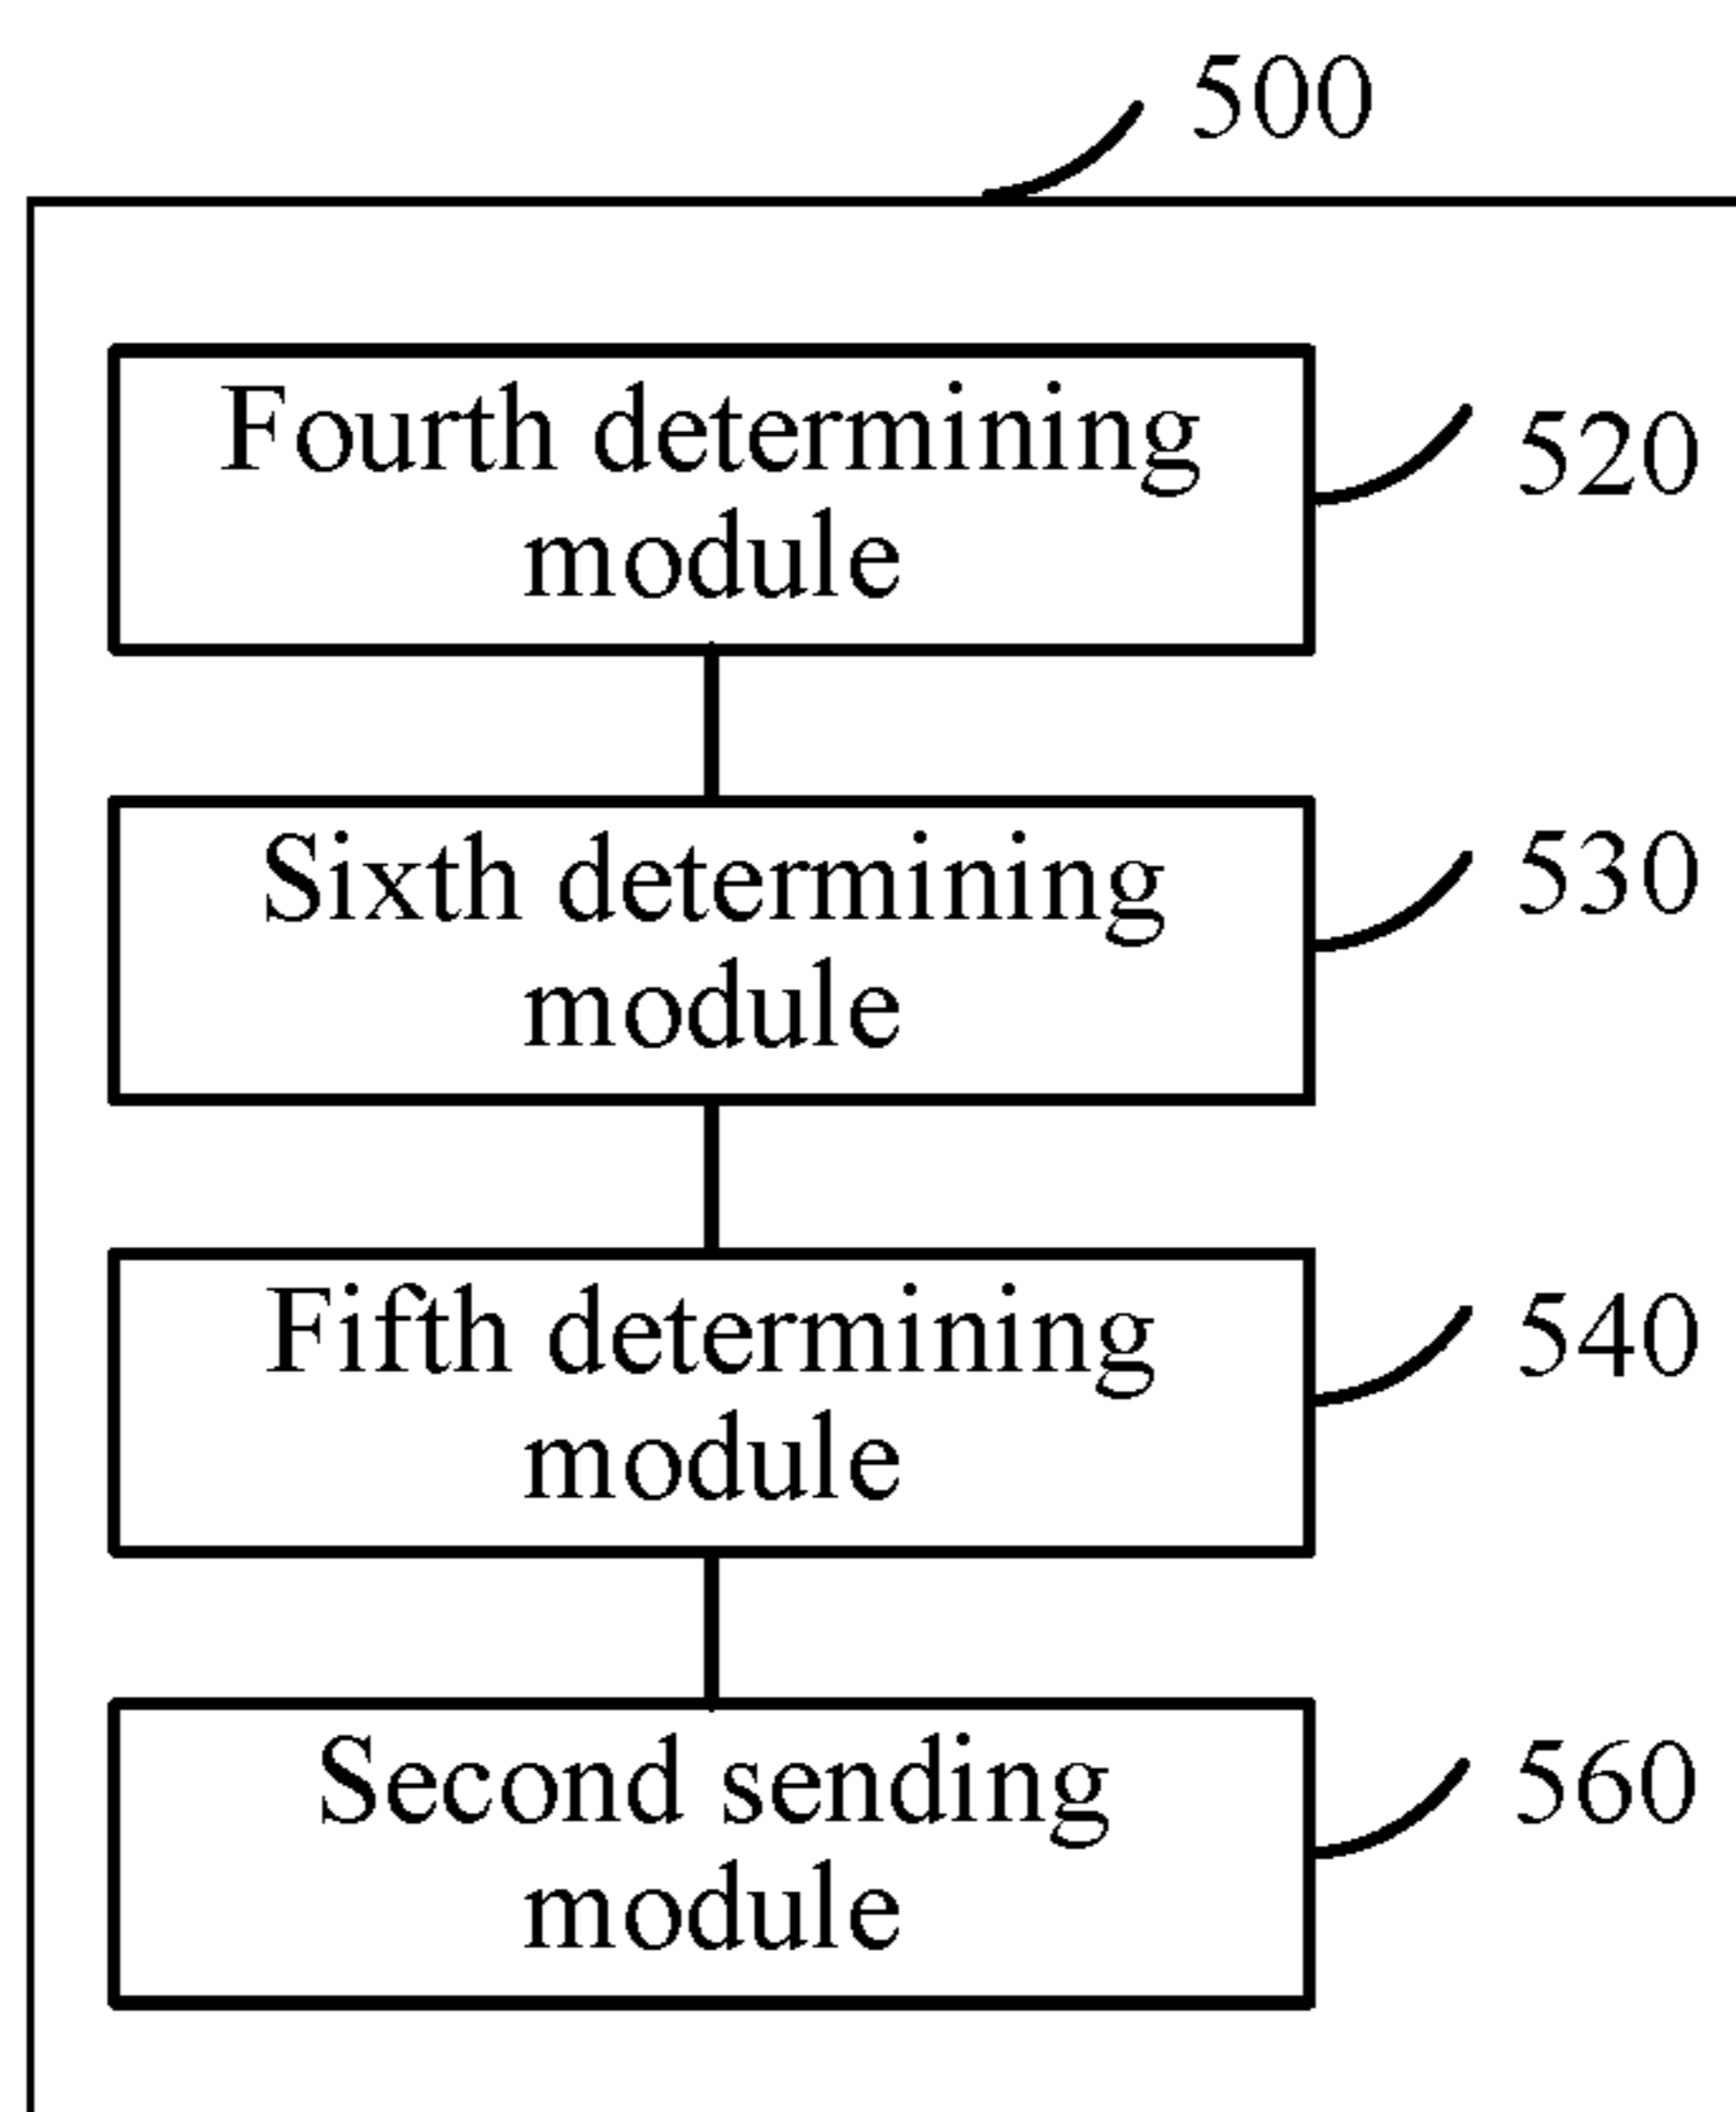 500
Fourth determining
module
520
Sixth determining
module
530
Fifth determining
module
540
Second sending
module
560